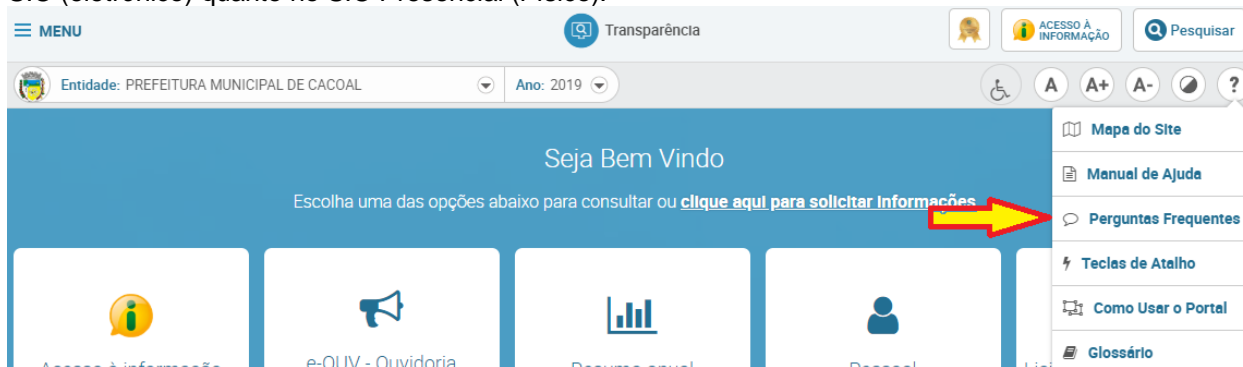 MENU
Transparência
ACESSO À
INFORMAÇÃO
Pesquisar
Entidade: PREFEITURA MUNICIPAL DE CACOAL
Ano: 2019
A A+ A- ?
Mapa do Site
Manual de Ajuda
Perguntas Frequentes
Teclas de Atalho
Como Usar o Portal
Glossário
Seja Bem Vindo
Escolha uma das opções abaixo para consultar ou clique aqui para solicitar informações
e-OUV - Ouvidoria